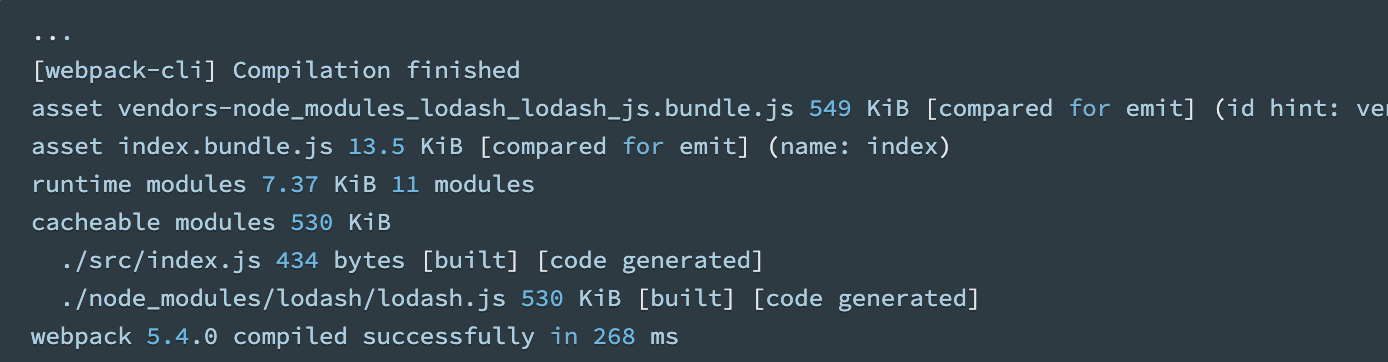 ...
[webpack-cli] Compilation finished
asset vendors-node_modules_lodash_lodash_js.bundle.js 549 KiB [compared for emit] (id hint:
asset index.bundle.js 13.5 KiB [compared for emit] (name: index)
runtime modules 7.37 KiB 11 modules
cacheable modules 530 KiB
  ./src/index.js 434 bytes [built] [code generated]
  ./node_modules/lodash/lodash.js 530 KiB [built] [code generated]
webpack 5.4.0 compiled successfully in 268 ms